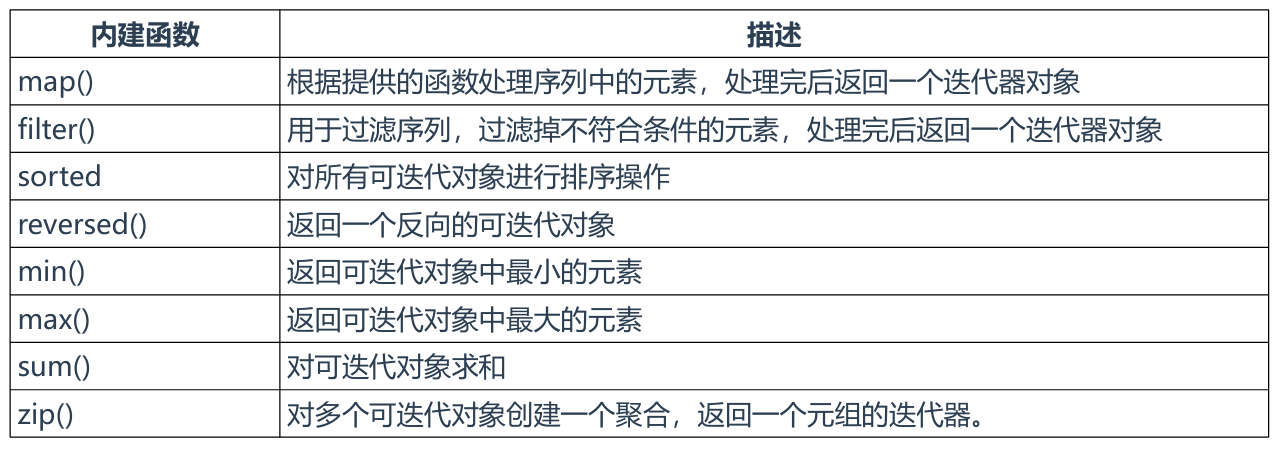 内建函数 描述
map() 根据提供的函数处理序列中的元素，处理完后返回一个迭代器对象
filter() 用于过滤序列，过滤掉不符合条件的元素，处理完后返回一个迭代器对象
sorted 对所有可迭代对象进行排序操作
reversed() 返回一个反向的可迭代对象
min() 返回可迭代对象中最小的元素
max() 返回可迭代对象中最大的元素
sum() 对可迭代对象求和
zip() 对多个可迭代对象创建一个聚合，返回一个元组的迭代器。